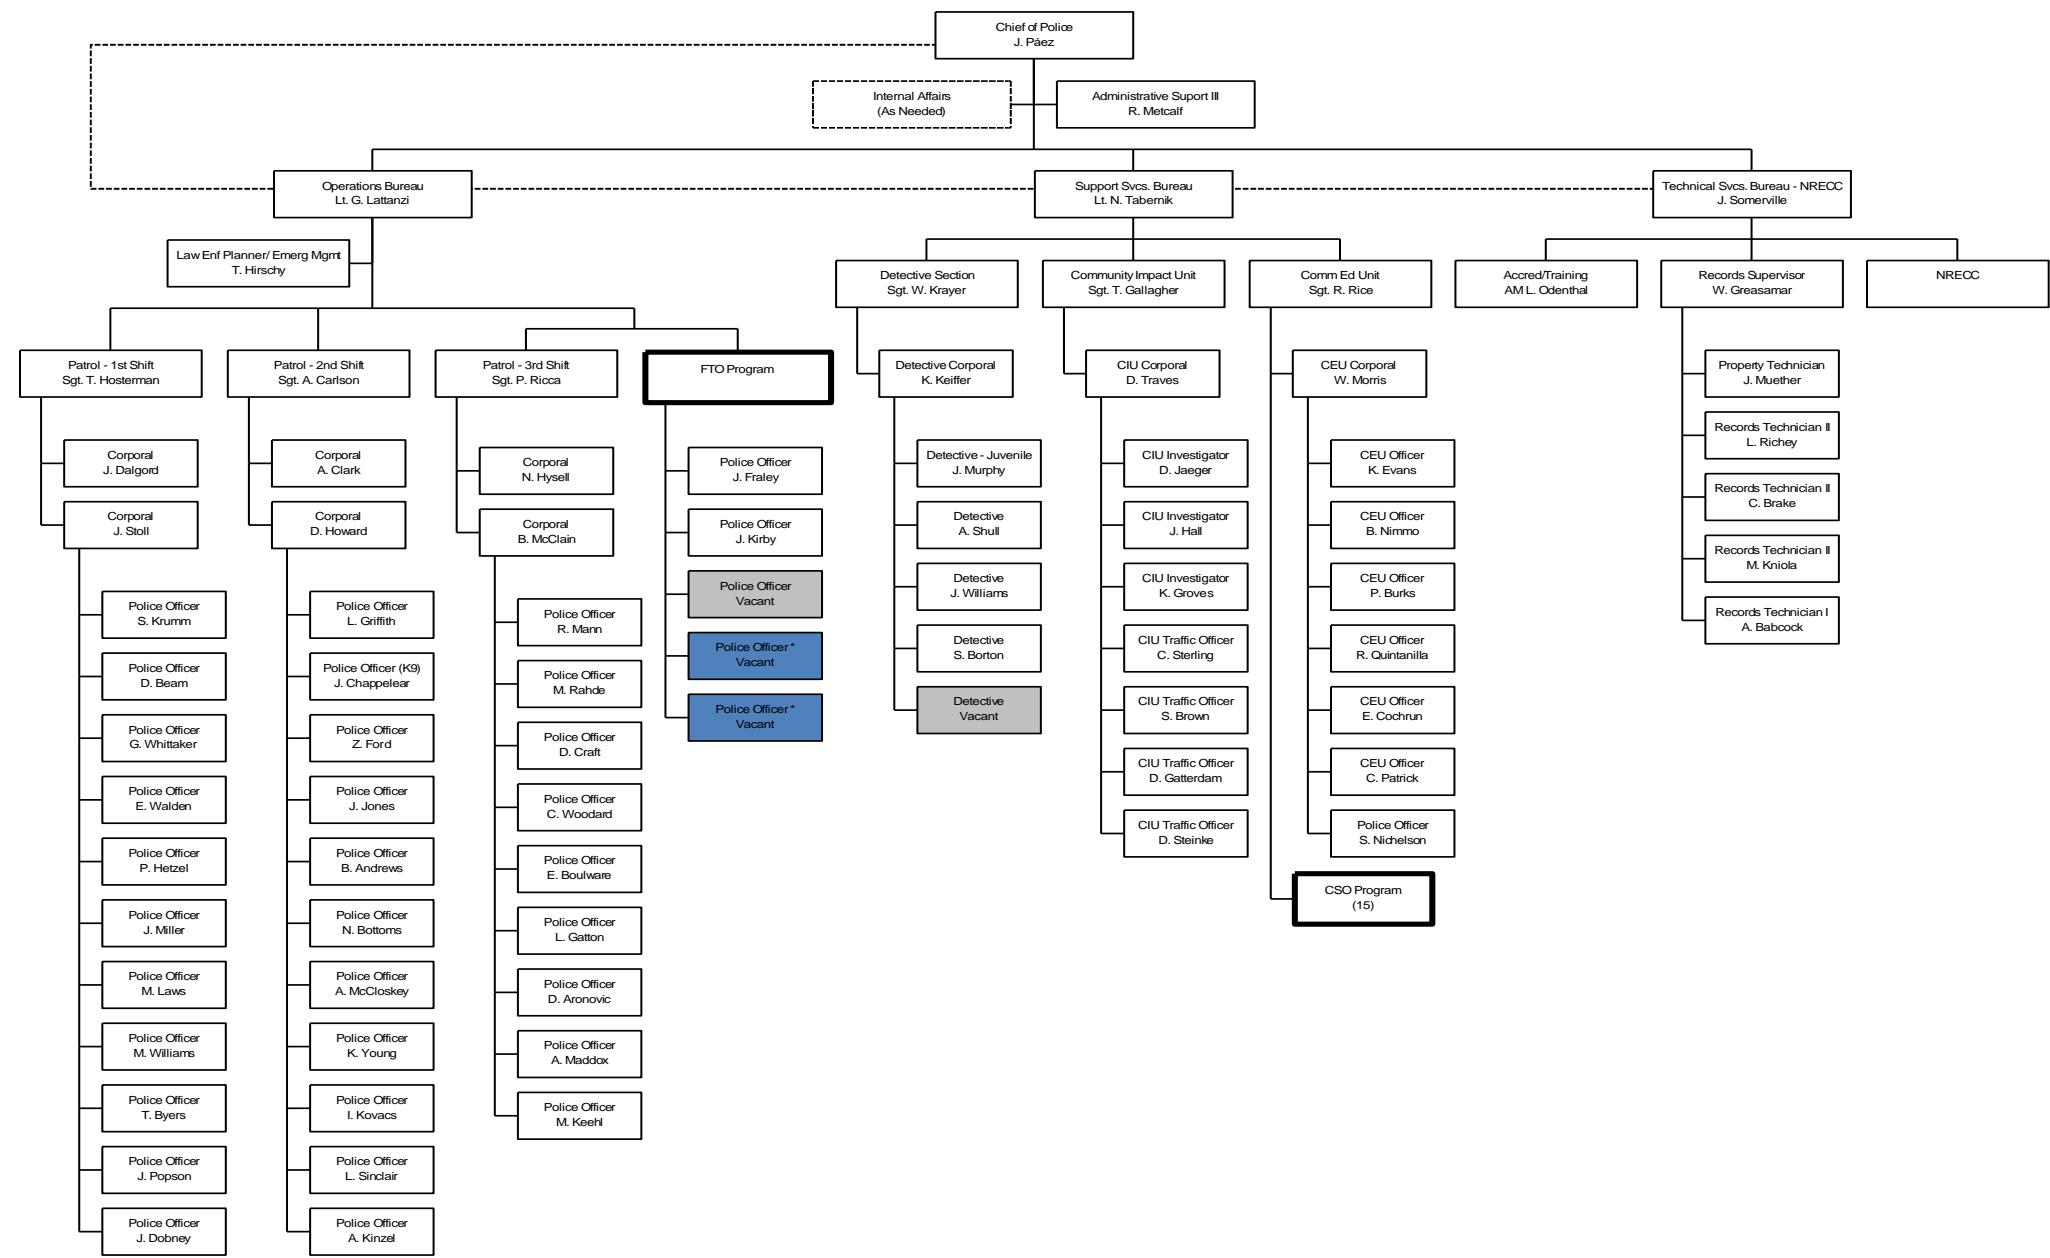 Chief of Police
J. Páez
Internal Affairs
(As Needed)
Administrative Suport III
R. Metcalf
Operations Bureau
Lt. G. Lattanzi
Support Svcs. Bureau
Lt. N. Tabernik
Technical Svcs. Bureau - NRECC
J. Somerville
Law Enf Planner/ Emerg Mgmt
T. Hirschy
Detective Section
Sgt. W. Krayer
Community Impact Unit
Sgt. T. Gallagher
Comm Ed Unit
Sgt. R. Rice
Accred/Training
AM L. Odenthal
Records Supervisor
W. Greasamar
NRECC
Patrol - 1st Shift
Sgt. T. Hosterman
Patrol - 2nd Shift
Sgt. A. Carlson
Patrol - 3rd Shift
Sgt. P. Ricca
FTO Program
Detective Corporal
K. Keiffer
CIU Corporal
D. Traves
CEU Corporal
W. Morris
Corporal
J. Dalgord
Corporal
J. Stoll
Police Officer
S. Krumm
Police Officer
D. Beam
Police Officer
G. Whittaker
Police Officer
E. Walden
Police Officer
P. Hetzel
Police Officer
J. Miller
Police Officer
M. Laws
Police Officer
M. Williams
Police Officer
T. Byers
Police Officer
J. Popson
Police Officer
J. Dobney
Corporal
A. Clark
Corporal
D. Howard
Police Officer
L. Griffith
Police Officer (K9)
J. Chappelear
Police Officer
Z. Ford
Police Officer
J. Jones
Police Officer
B. Andrews
Police Officer
N. Bottoms
Police Officer
A. McCloskey
Police Officer
K. Young
Police Officer
I. Kovacs
Police Officer
L. Sinclair
Police Officer
A. Kinzel
Corporal
N. Hysell
Corporal
B. McClain
Police Officer
R. Mann
Police Officer
M. Rahde
Police Officer
D. Craft
Police Officer
C. Woodard
Police Officer
E. Boulware
Police Officer
L. Gatton
Police Officer
D. Aronovic
Police Officer
A. Maddox
Police Officer
M. Keehl
Police Officer
J. Fraley
Police Officer
J. Kirby
Police Officer
Vacant
Police Officer *
Vacant
Police Officer *
Vacant
Detective - Juvenile
J. Murphy
Detective
A. Shull
Detective
J. Williams
Detective
S. Borton
Detective
Vacant
CIU Investigator
D. Jaeger
CIU Investigator
J. Hall
CIU Investigator
K. Groves
CIU Traffic Officer
C. Sterling
CIU Traffic Officer
S. Brown
CIU Traffic Officer
D. Gatterdam
CIU Traffic Officer
D. Steinke
CEU Officer
K. Evans
CEU Officer
B. Nimmo
CEU Officer
P. Burks
CEU Officer
R. Quintanilla
CEU Officer
E. Cochrun
CEU Officer
C. Patrick
Police Officer
S. Nichelson
CSO Program
(15)
Property Technician
J. Muether
Records Technician II
L. Richey
Records Technician II
C. Brake
Records Technician II
M. Kniola
Records Technician I
A. Babcock